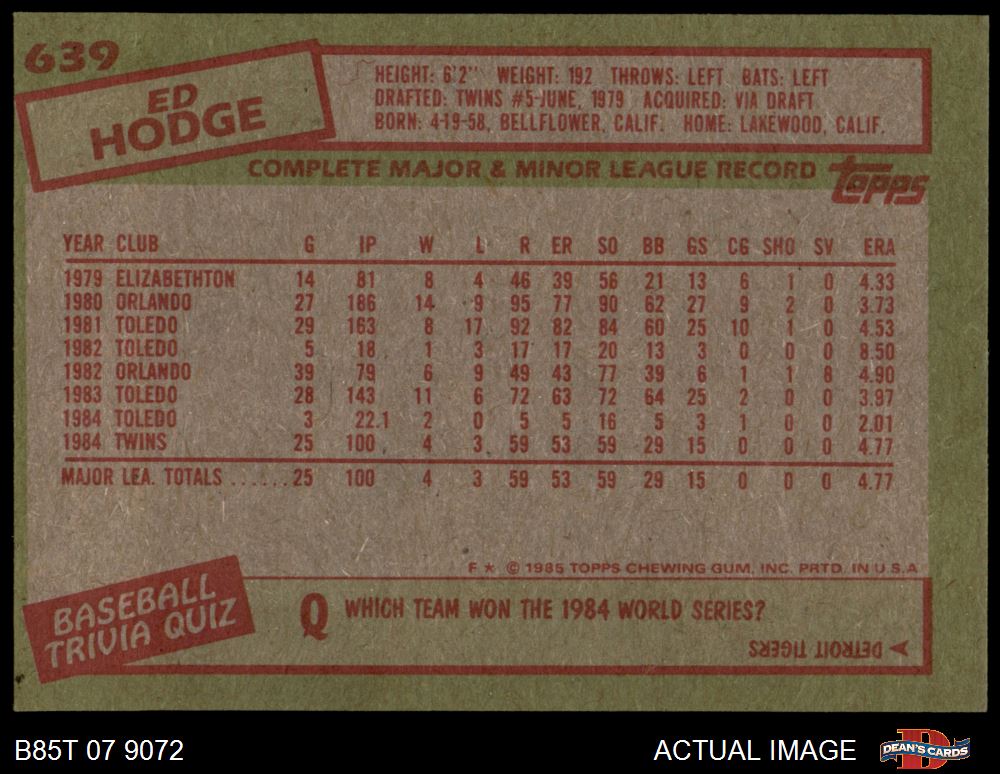 639
ED
HODGE
HEIGHT: 6'2" WEIGHT: 192 THROWS: LEFT BATS: LEFT
DRAFTED: TWINS #5-JUNE, 1979 ACQUIRED: VIA DRAFT
BORN: 4-19-58, BELLFLOWER, CALIF. HOME: LAKEWOOD, CALIF.
COMPLETE MAJOR & MINOR LEAGUE RECORD topps
YEAR CLUB G IP W L R ER SO BB GS CG SHO SV ERA
1979 ELIZABETHTON 14 81 8 4 46 39 56 21 13 6 1 0 4.33
1980 ORLANDO 27 186 14 9 95 77 90 62 27 9 2 0 3.73
1981 TOLEDO 29 163 8 17 92 82 84 60 25 10 1 0 4.53
1982 TOLEDO 5 18 1 3 17 17 20 13 3 0 0 0 8.50
1982 ORLANDO 39 79 6 9 49 43 77 39 6 1 1 8 4.90
1983 TOLEDO 28 143 11 6 72 63 72 64 25 2 0 0 3.97
1984 TOLEDO 3 22.1 2 0 5 5 16 5 3 1 0 0 2.01
1984 TWINS 25 100 4 3 59 53 59 29 15 0 0 0 4.77
MAJOR LEA. TOTALS ......25 100 4 3 59 53 59 29 15 0 0 0 4.77
F * © 1985 TOPPS CHEWING GUM, INC. PRTD. IN U.S.A
BASEBALL
TRIVIA QUIZ
Q WHICH TEAM WON THE 1984 WORLD SERIES?
DETROIT TIGERS
B85T 07 9072 ACTUAL IMAGE DEAN'S CARDS